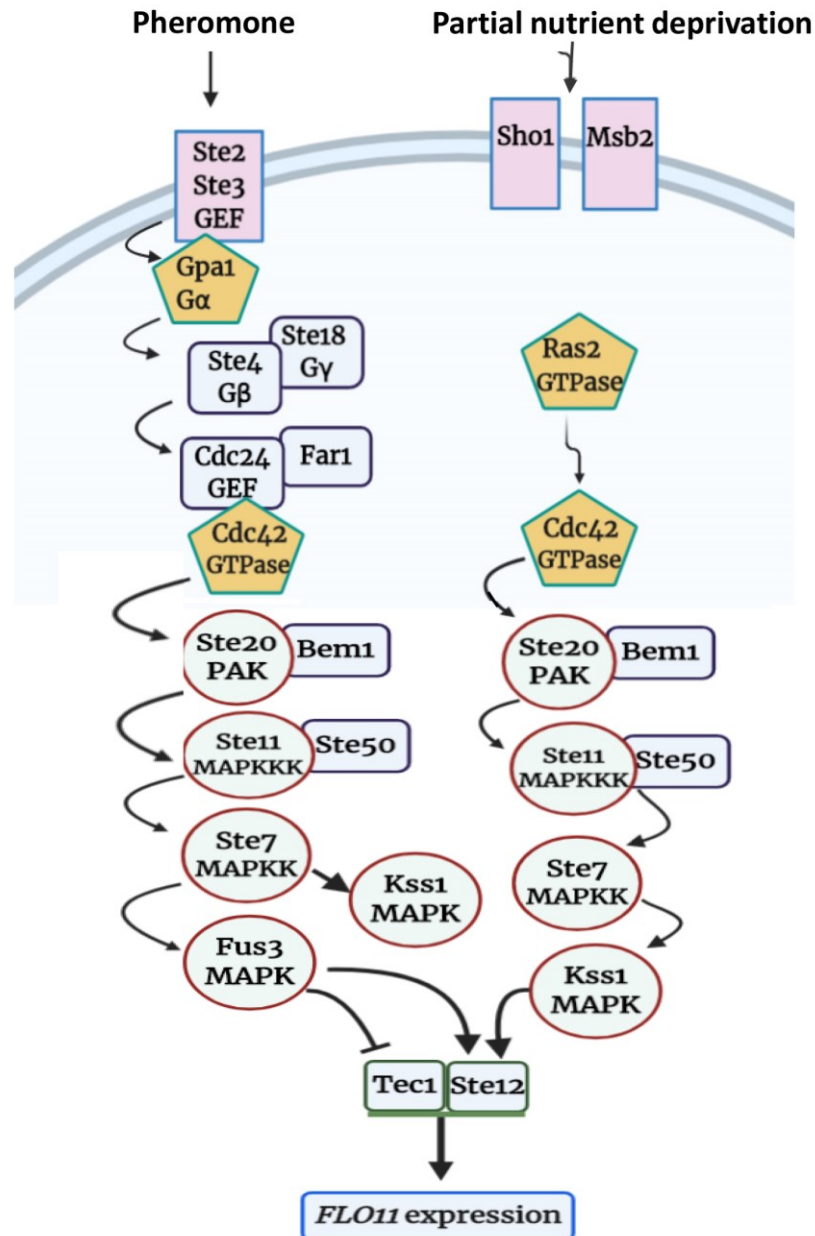 Pheromone
Partial nutrient deprivation
Ste2
Ste3
GEF
Sho1
Msb2
Gpa1
Gα
Ste18
Gγ
Ste4
Gβ
Ras2
GTPase
Cdc24
GEF
Far1
Cdc42
GTPase
Cdc42
GTPase
Ste20
PAK
Bem1
Ste20
PAK
Bem1
Ste11
MAPKKK
Ste50
Ste11
MAPKKK
Ste50
Ste7
MAPKK
Kss1
MAPK
Ste7
MAPKK
Fus3
MAPK
Kss1
MAPK
Tec1
Ste12
FLO11 expression